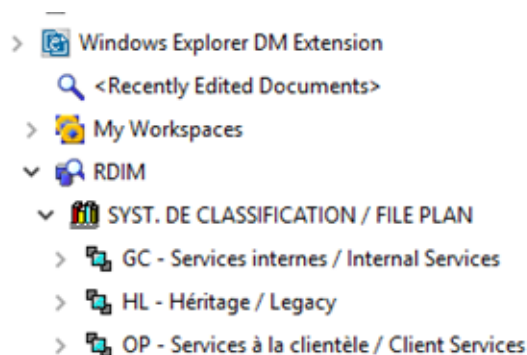 Windows Explorer DM Extension
<Recently Edited Documents>
My Workspaces
RDIM
SYST. DE CLASSIFICATION / FILE PLAN
GC - Services internes / Internal Services
HL - Héritage / Legacy
OP - Services à la clientèle / Client Services